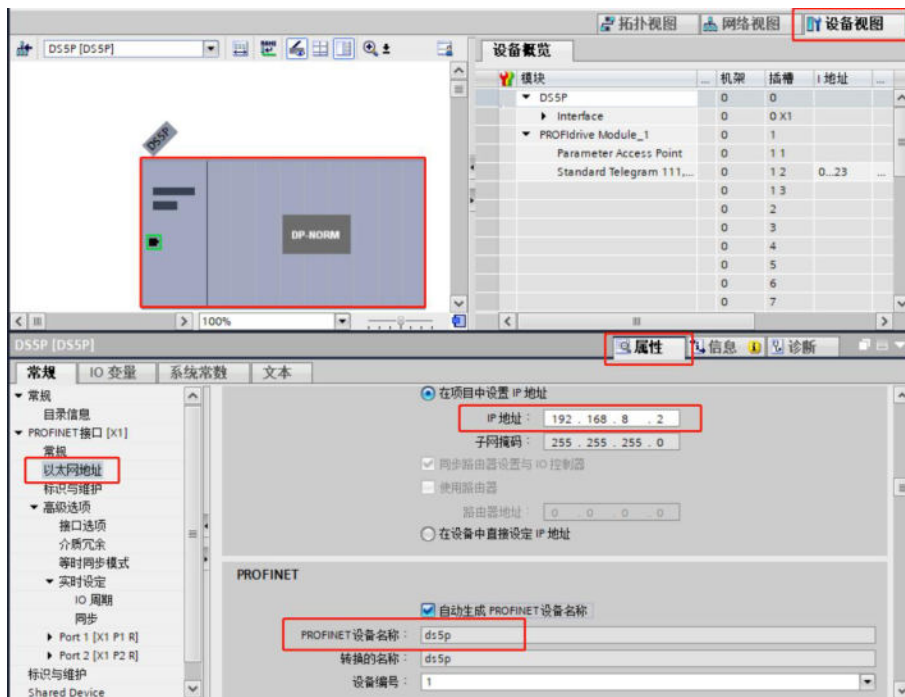 拓扑视图 网络视图 设备视图
DS5P [DS5P]
设备概览
模块 ... 机架 插槽 I 地址 ...
DS5P 0 0
Interface 0 0 X1
PROFIdrive Module_1 0 1
Parameter Access Point 0 1 1
Standard Telegram 111,... 0 1 2 0...23 ...
0 1 3
0 2
0 3
0 4
0 5
0 6
0 7
DS5P
DP-NORM
100%
DS5P [DS5P]
属性 信息 诊断
常规 IO 变量 系统常数 文本
常规
目录信息
PROFINET接口 [X1]
常规
以太网地址
标识与维护
高级选项
接口选项
介质冗余
等时同步模式
实时设定
IO 周期
同步
Port 1 [X1 P1 R]
Port 2 [X1 P2 R]
标识与维护
Shared Device
在项目中设置 IP 地址
IP 地址： 192 . 168 . 8 . 2
子网掩码： 255 . 255 . 255 . 0
同步路由器设置与 IO 控制器
使用路由器
路由器地址： 0 . 0 . 0 . 0
在设备中直接设定 IP 地址
PROFINET
自动生成 PROFINET 设备名称
PROFINET 设备名称： ds5p
转换的名称： ds5p
设备编号： 1